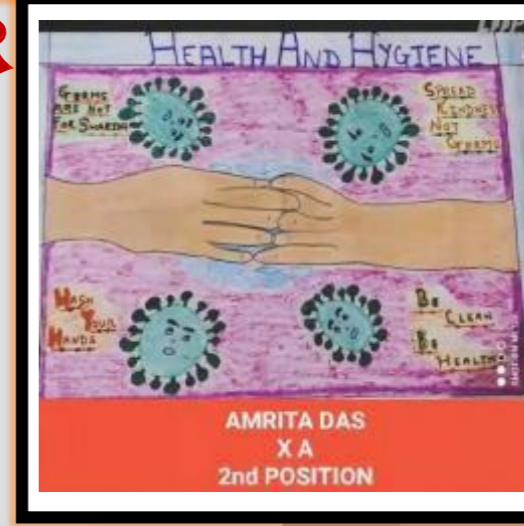 R
HEALTH AND HYGIENE
GERMS
ARE NOT
FOR SHARING
SPREAD
KINDNESS
NOT
GERMS
WASH
YOUR
HANDS
BE
CLEAN
BE
HEALTHY
AMRITA DAS
X A
2nd POSITION